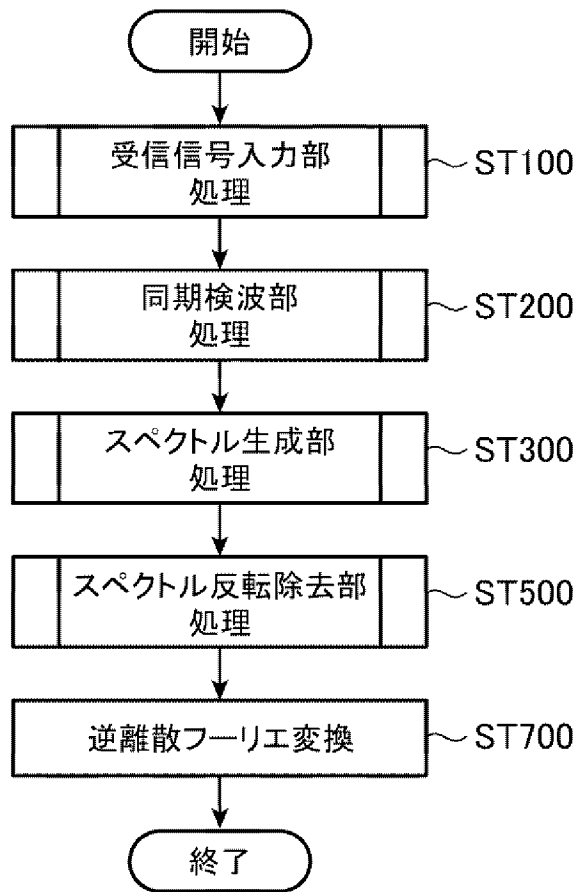 開始
受信信号入力部
処理
ST100
同期検波部
処理
ST200
スペクトル生成部
処理
ST300
スペクトル反転除去部
処理
ST500
逆離散フーリエ変換
ST700
終了